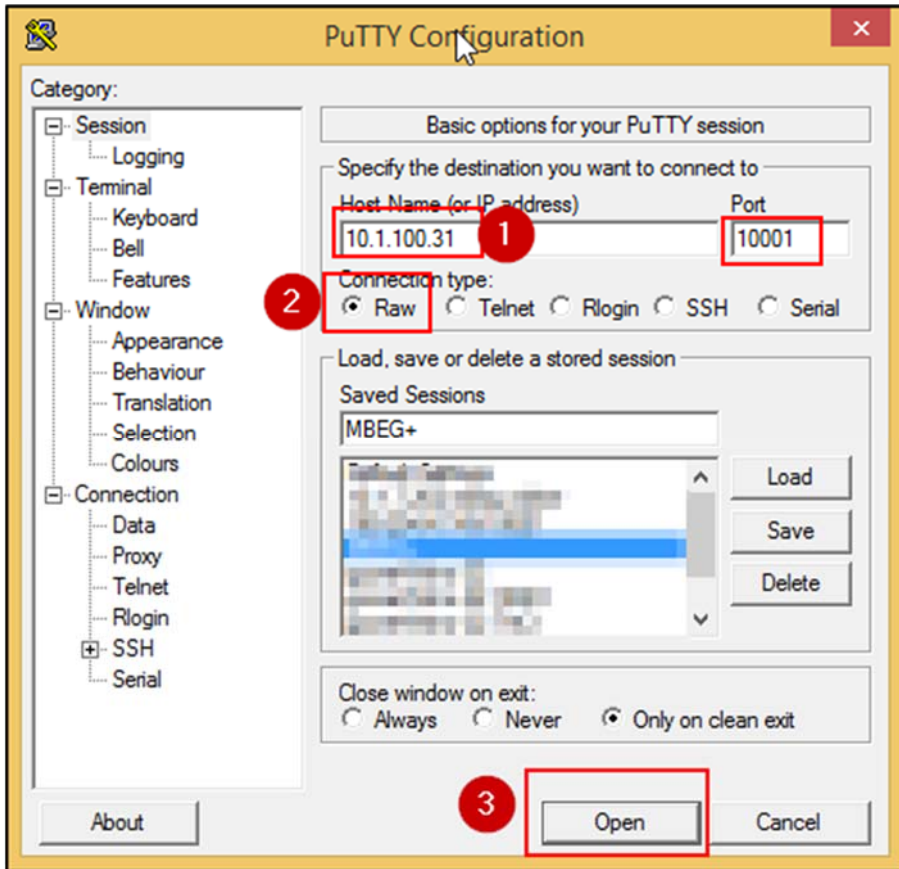 PuTTY Configuration
Category:
Session
Logging
Terminal
Keyboard
Bell
Features
Window
Appearance
Behaviour
Translation
Selection
Colours
Connection
Data
Proxy
Telnet
Rlogin
SSH
Serial
Basic options for your PuTTY session
Specify the destination you want to connect to
Host Name (or IP address) Port
10.1.100.31 1 10001
Connection type:
2 Raw Telnet Rlogin SSH Serial
Load, save or delete a stored session
Saved Sessions
MBEG+
Load
Save
Delete
Close window on exit:
Always Never Only on clean exit
3
About Open Cancel